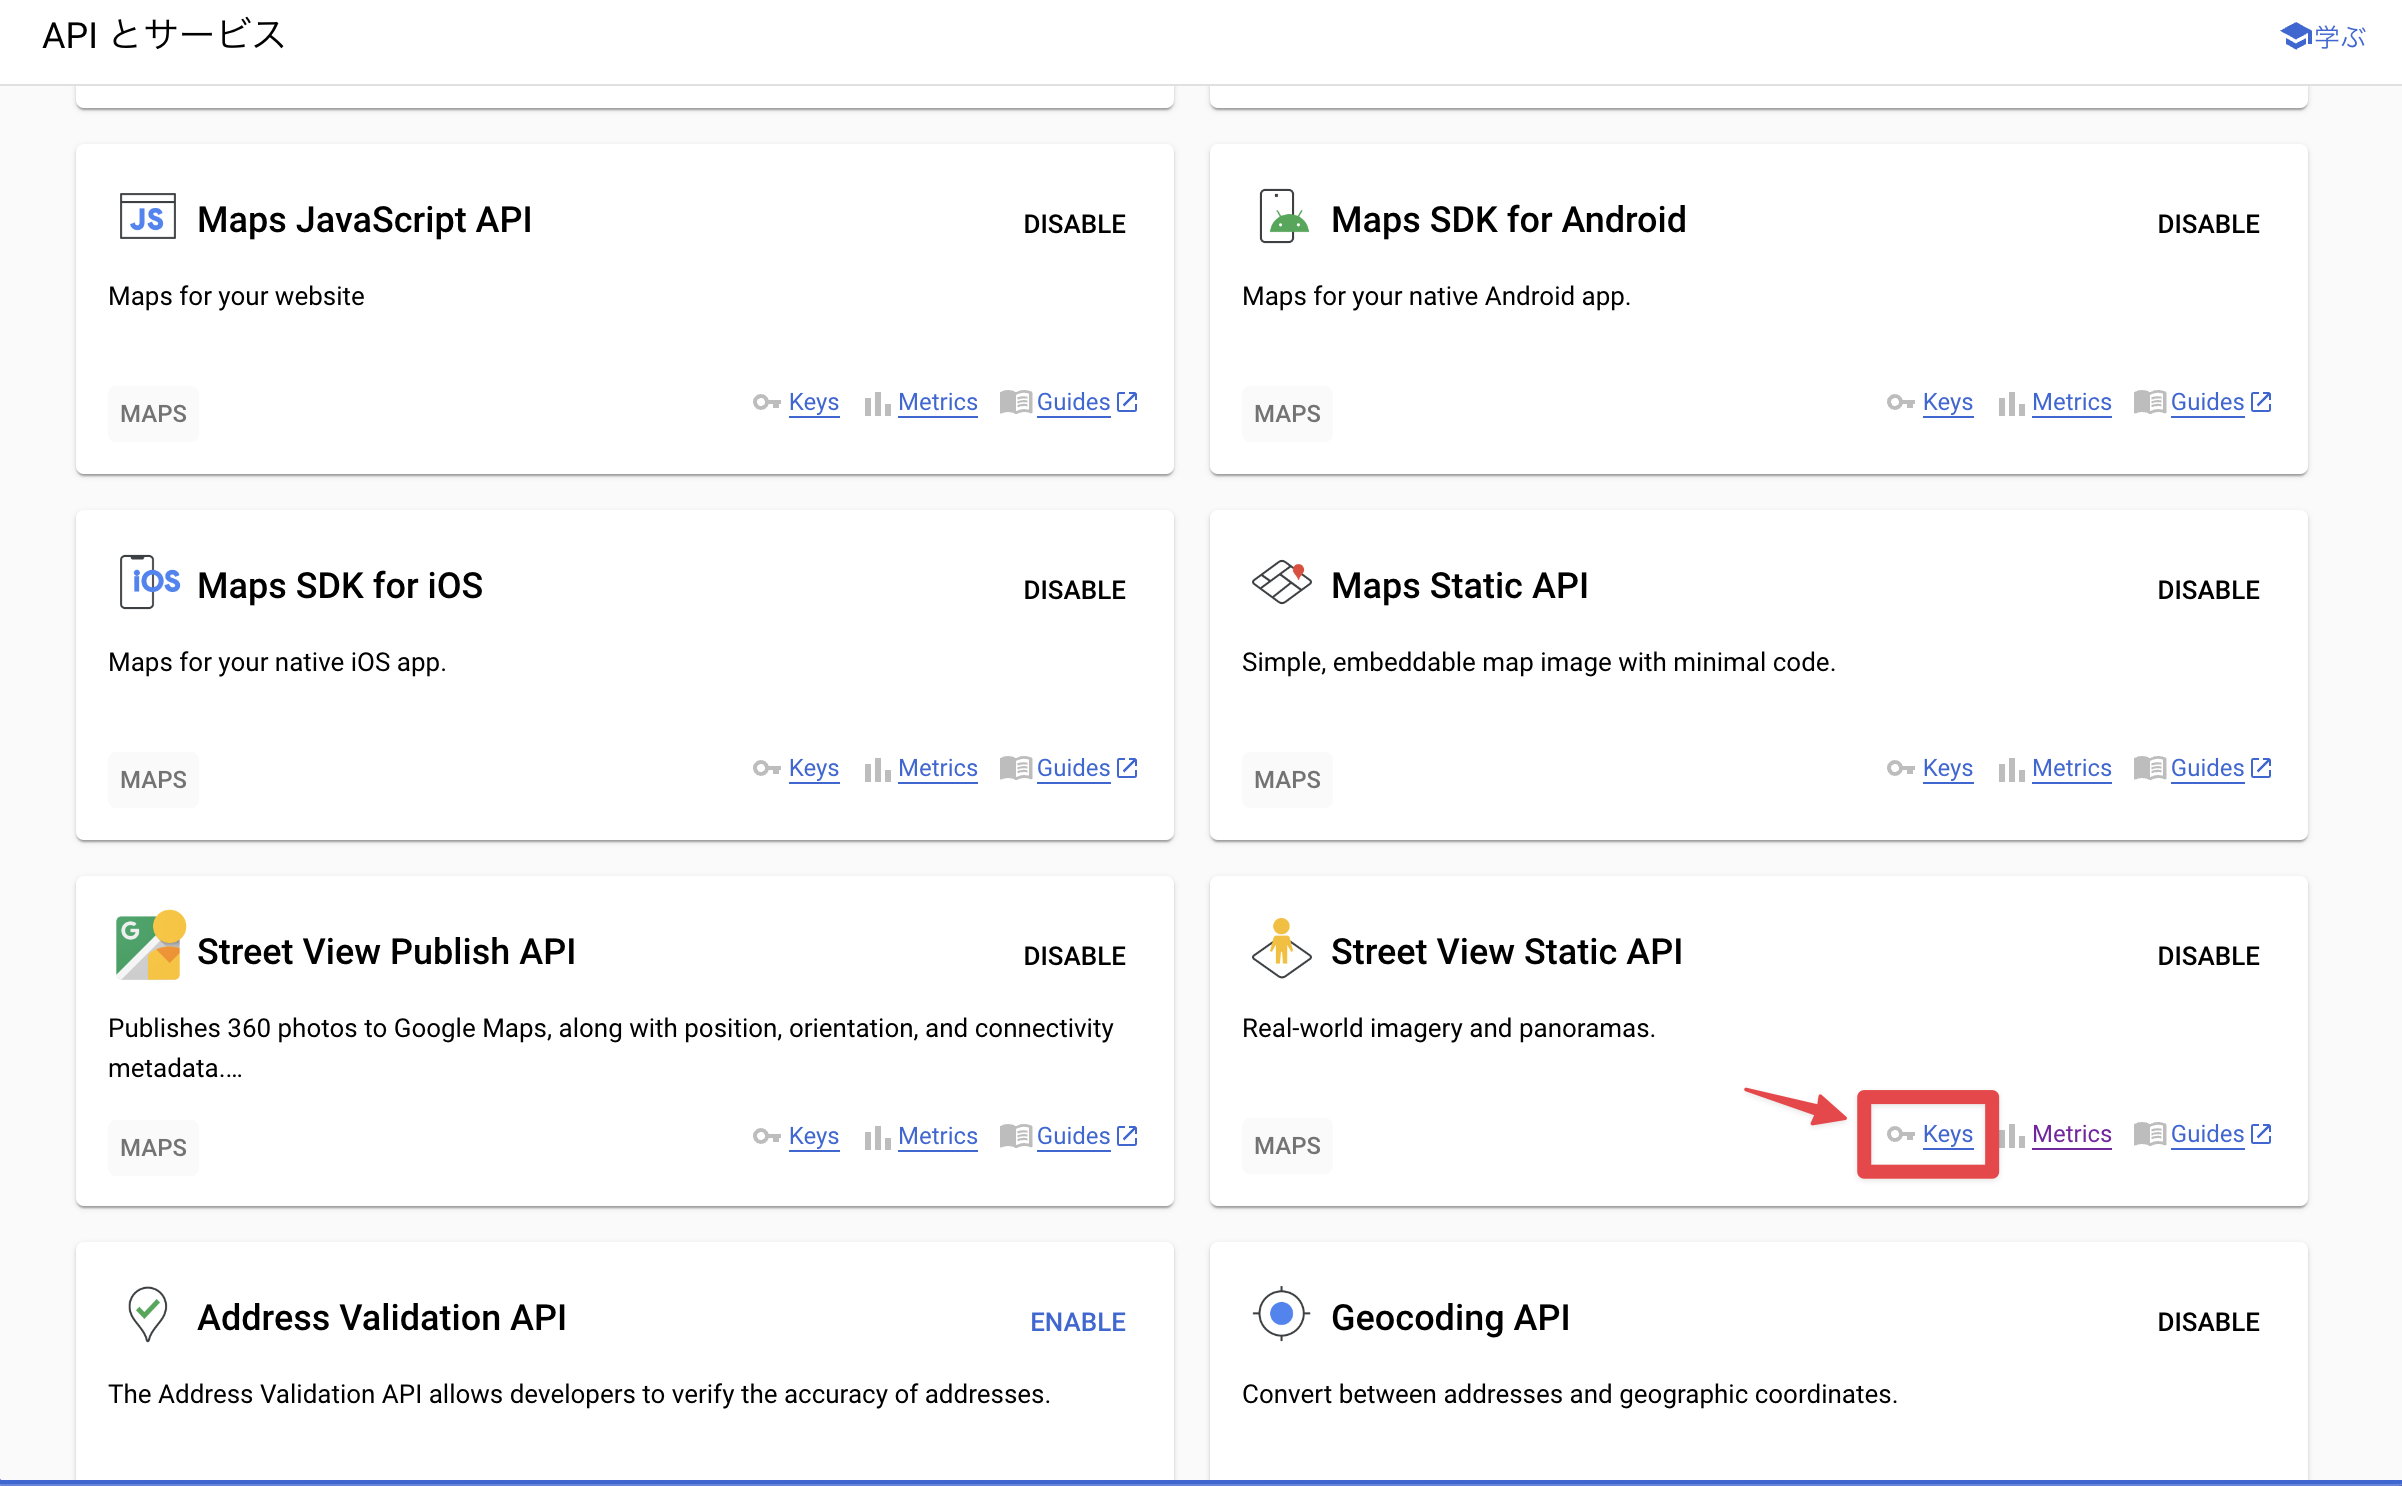 API とサービス
学ぶ
JS
Maps JavaScript API
DISABLE
Maps for your website
MAPS
Keys
Metrics
Guides
Maps SDK for Android
DISABLE
Maps for your native Android app.
MAPS
Keys
Metrics
Guides
iOS
Maps SDK for iOS
DISABLE
Maps for your native iOS app.
MAPS
Keys
Metrics
Guides
Maps Static API
DISABLE
Simple, embeddable map image with minimal code.
MAPS
Keys
Metrics
Guides
G
Street View Publish API
DISABLE
Publishes 360 photos to Google Maps, along with position, orientation, and connectivity
metadata.…
MAPS
Keys
Metrics
Guides
Street View Static API
DISABLE
Real-world imagery and panoramas.
MAPS
Keys
Metrics
Guides
Address Validation API
ENABLE
The Address Validation API allows developers to verify the accuracy of addresses.
Geocoding API
DISABLE
Convert between addresses and geographic coordinates.